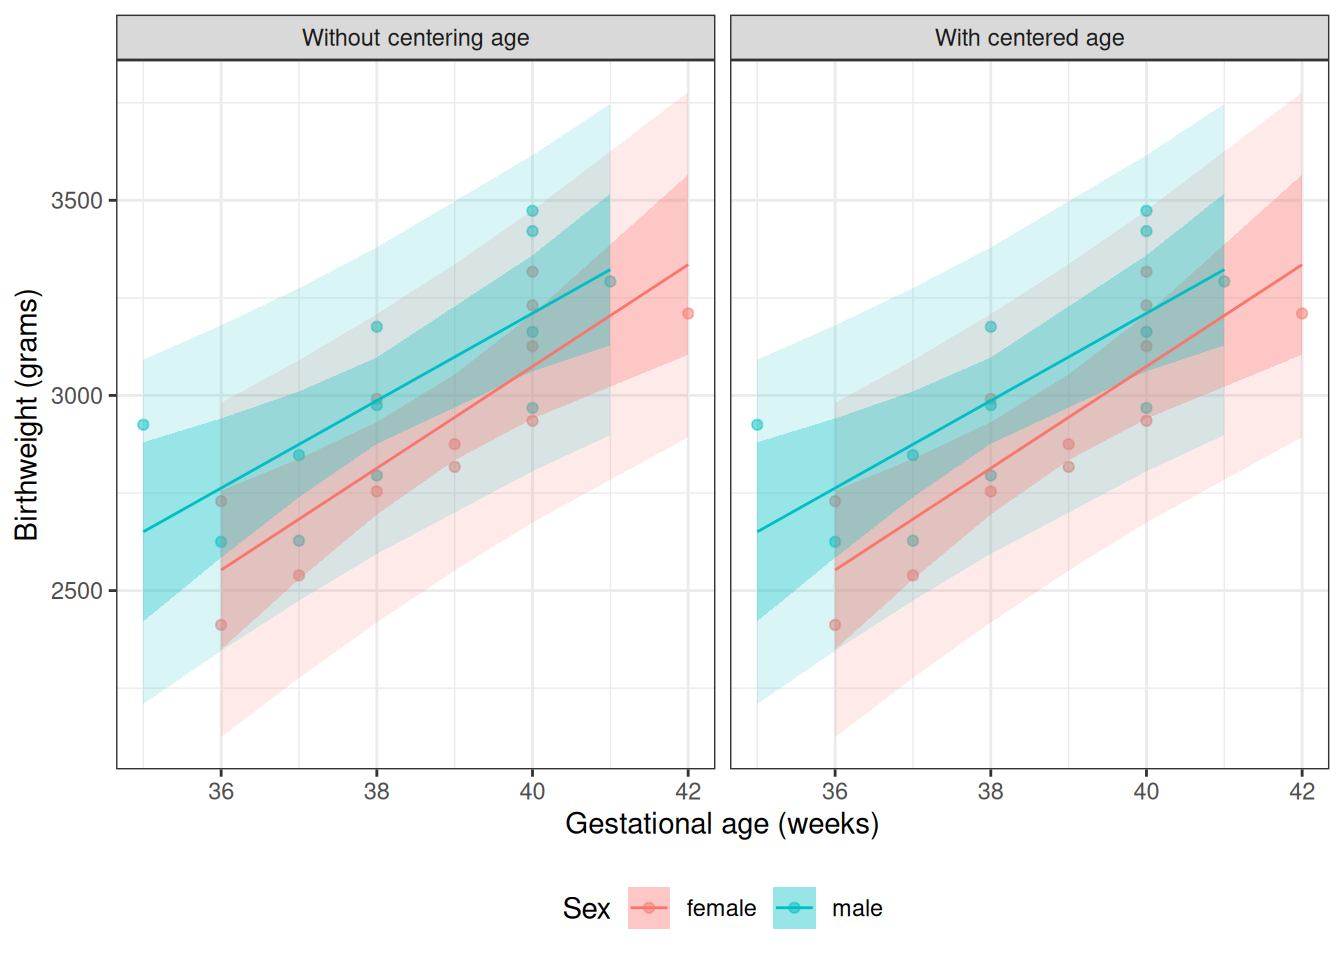 Without centering age
With centered age
3500
3000
2500
Birthweight (grams)
36 38 40 42
36 38 40 42
Gestational age (weeks)
Sex female male